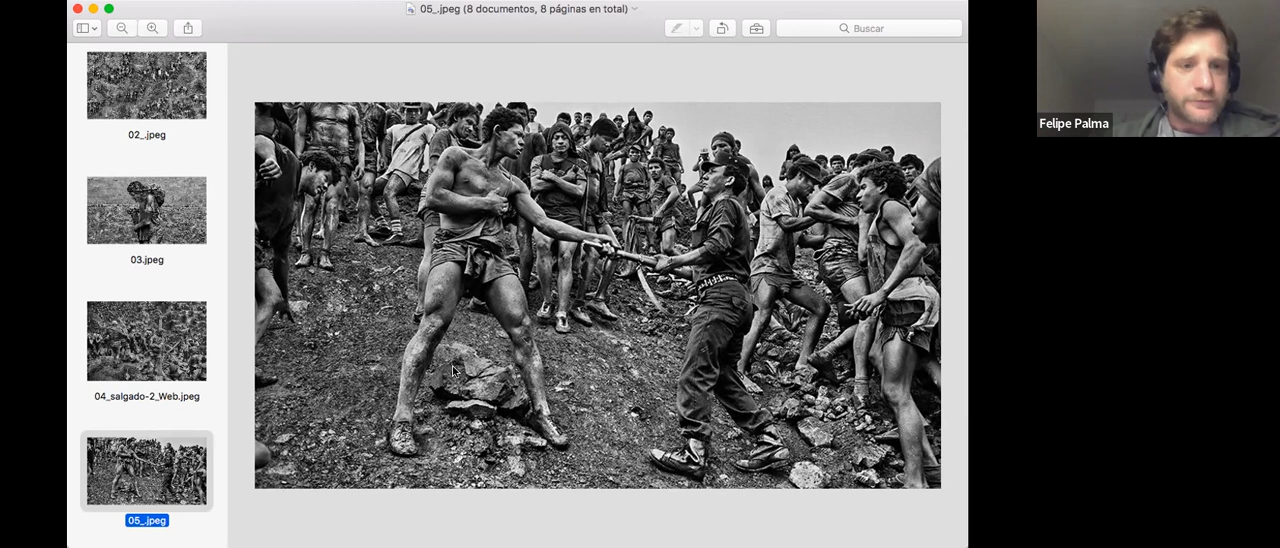 05_.jpeg (8 documentos, 8 páginas en total)
Buscar
02_.jpeg
03.jpeg
04_salgado-2_Web.jpeg
05_.jpeg
Felipe Palma